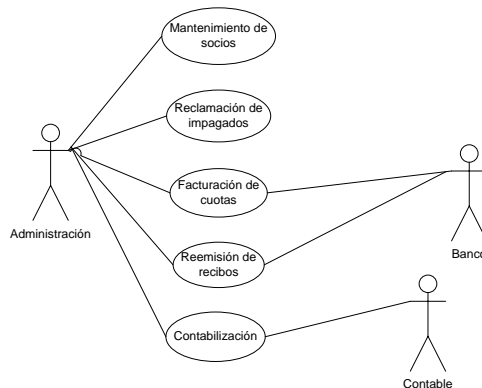 Mantenimiento de
socios
Reclamación de
impagados
Facturación de
cuotas
Administración
Reemisión de
recibos
Banco
Contabilización
Contable